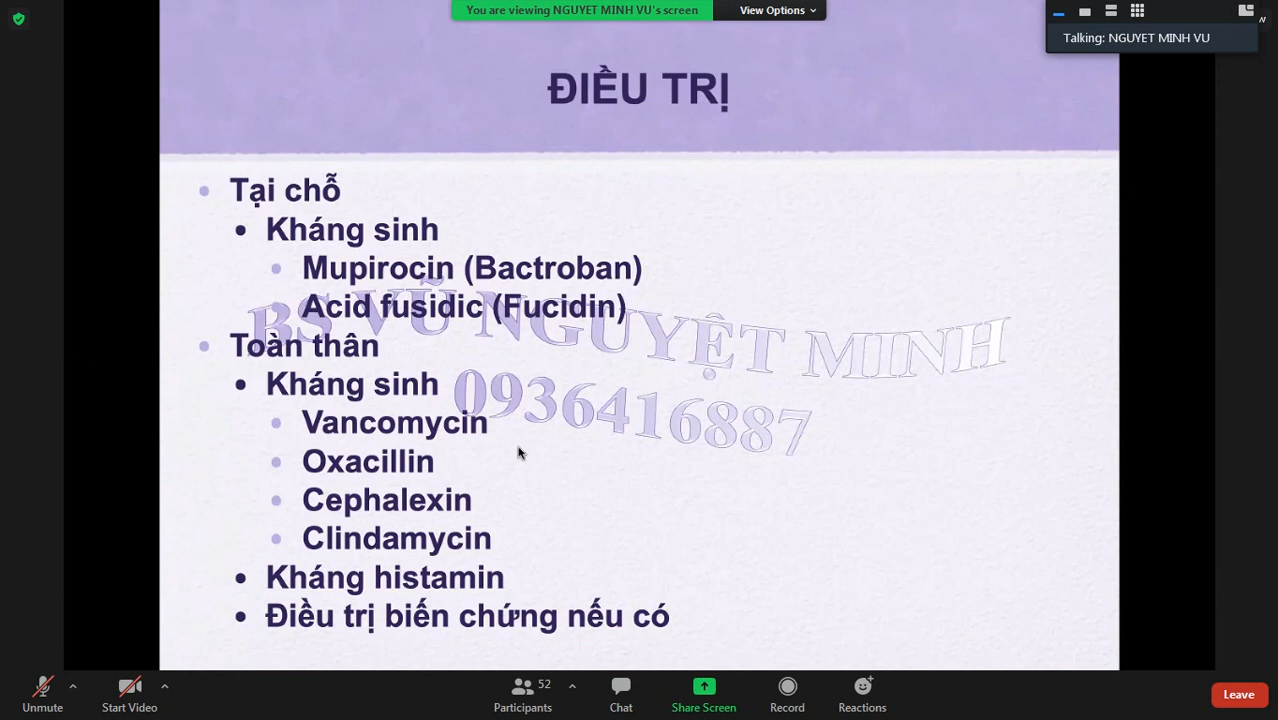 You are viewing NGUYET MINH VU's screen
View Options
Talking: NGUYET MINH VU
ĐIỀU TRỊ
Tại chỗ
Kháng sinh
Mupirocin (Bactroban)
Acid fusidic (Fucidin)
BS VŨ NGUYỆT MINH
Toàn thân
Kháng sinh
0936416887
Vancomycin
Oxacillin
Cephalexin
Clindamycin
Kháng histamin
Điều trị biến chứng nếu có
Unmute
Start Video
52
Participants
Chat
Share Screen
Record
Reactions
Leave